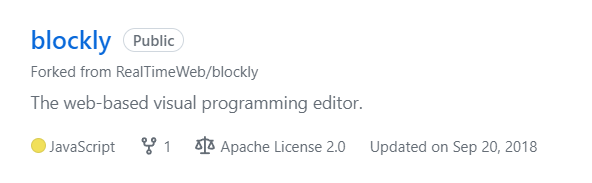 blockly Public
Forked from RealTimeWeb/blockly
The web-based visual programming editor.
JavaScript 1 Apache License 2.0 Updated on Sep 20, 2018